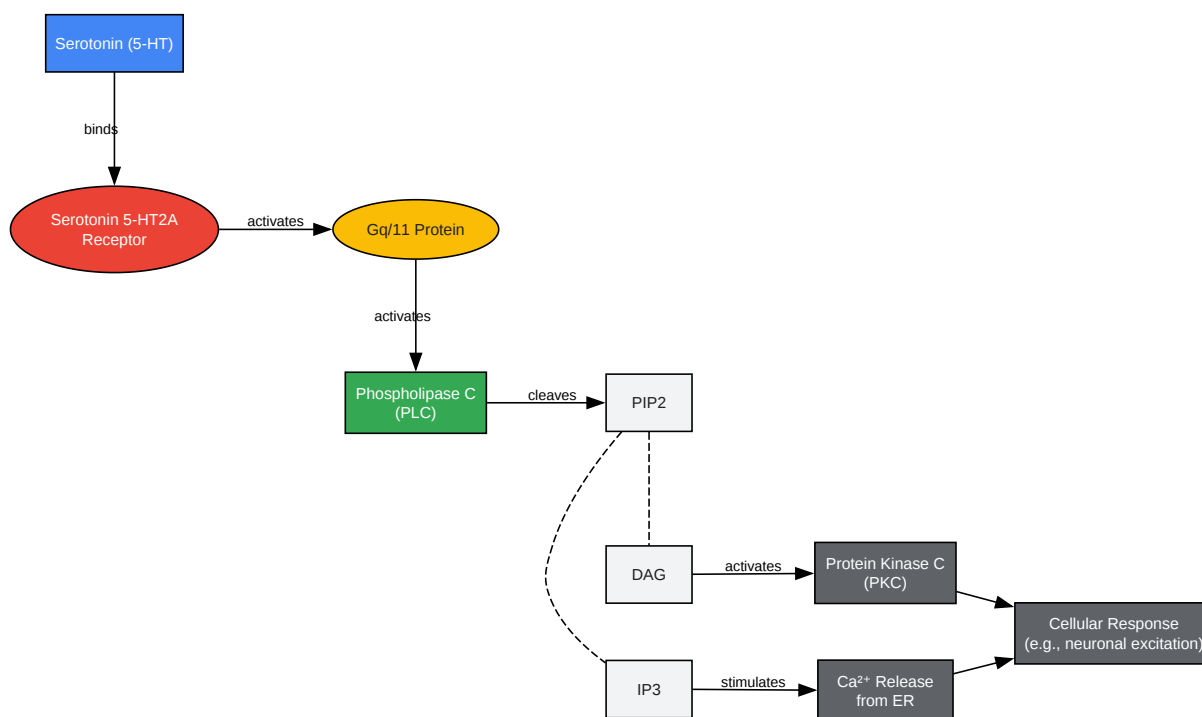 Serotonin (5-HT)
binds
Serotonin 5-HT2A
Receptor
activates
Gq/11 Protein
activates
Phospholipase C
(PLC)
cleaves
PIP2
DAG
activates
Protein Kinase C
(PKC)
Cellular Response
(e.g., neuronal excitation)
IP3
stimulates
Ca²⁺ Release
from ER